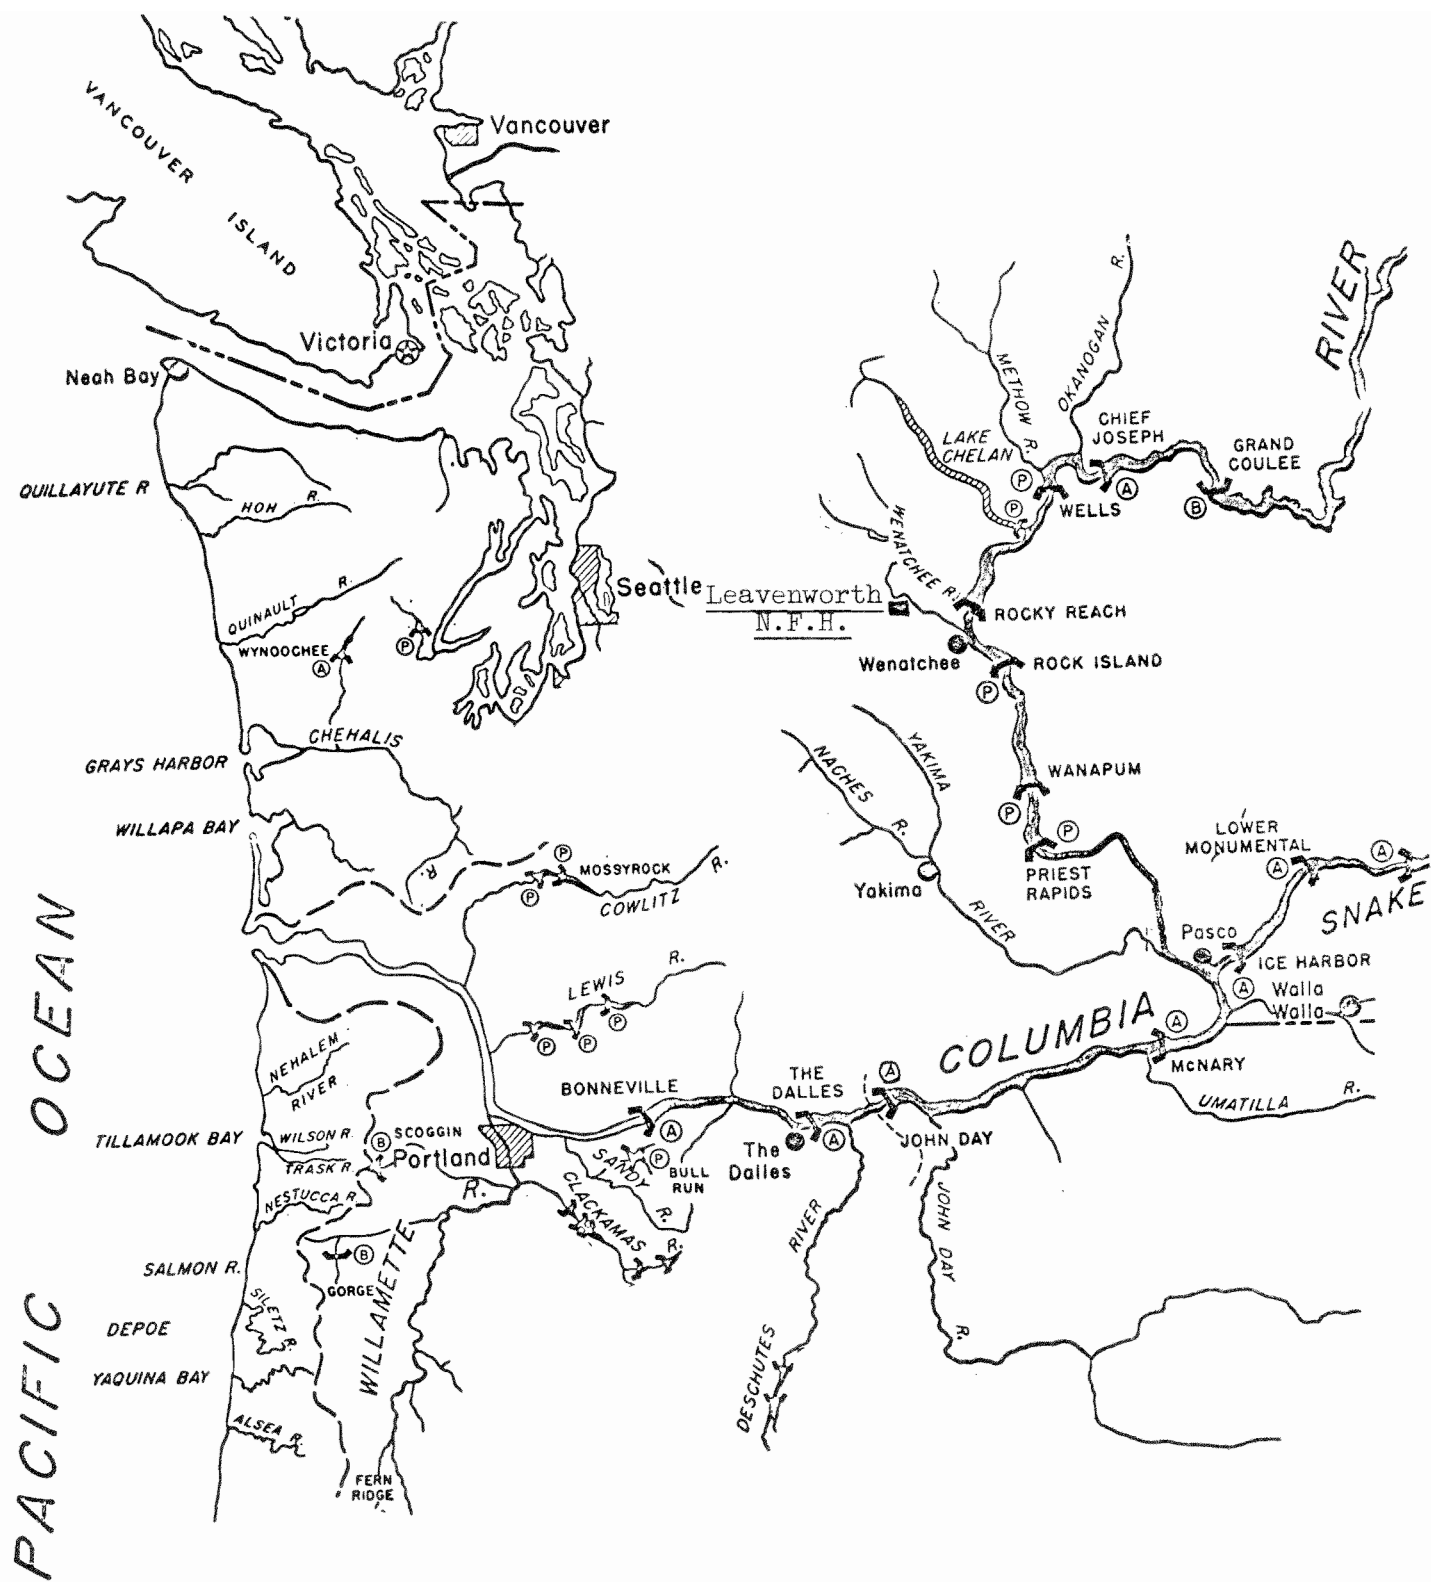 Vancouver
VANCOUVER
ISLAND
RIVER
R.
Victoria
Neah Bay
METHOW R.
OKANOGAN
CHIEF
JOSEPH
LAKE
CHELAN
GRAND
COULEE
QUILLAYUTE R
HOH R.
P
P
WELLS
A
B
WENATCHEE R.
QUINAULT R.
Seattle
Leavenworth
N.F.H.
ROCKY REACH
WYNOOCHEE
A
P
Wenatchee
ROCK ISLAND
P
CHEHALIS
R.
GRAYS HARBOR
NACHES R.
YAKIMA
RIVER
WANAPUM
P
P
WILLAPA BAY
LOWER
MONUMENTAL
A
A
P
MOSSYROCK
P
COWLITZ
R.
Yakima
PRIEST
RAPIDS
SNAKE
Pasco
ICE HARBOR
A
Walla
Walla
LEWIS R.
P
P
P
COLUMBIA
A
McNARY
NEHALEM
RIVER
BONNEVILLE
A
THE
DALLES
A
UMATILLA R.
TILLAMOOK BAY
WILSON R.
TRASK R.
NESTUCCA R.
B
SCOGGIN
Portland
The
Dalles
A
JOHN DAY
SANDY
R.
P
BULL
RUN
CLACKAMAS
R.
R.
WILLAMETTE
B
GORGE
SALMON R.
SILETZ R.
DEPOE
YAQUINA BAY
ALSEA R.
FERN
RIDGE
DESCHUTES
RIVER
JOHN DAY
R.
PACIFIC OCEAN